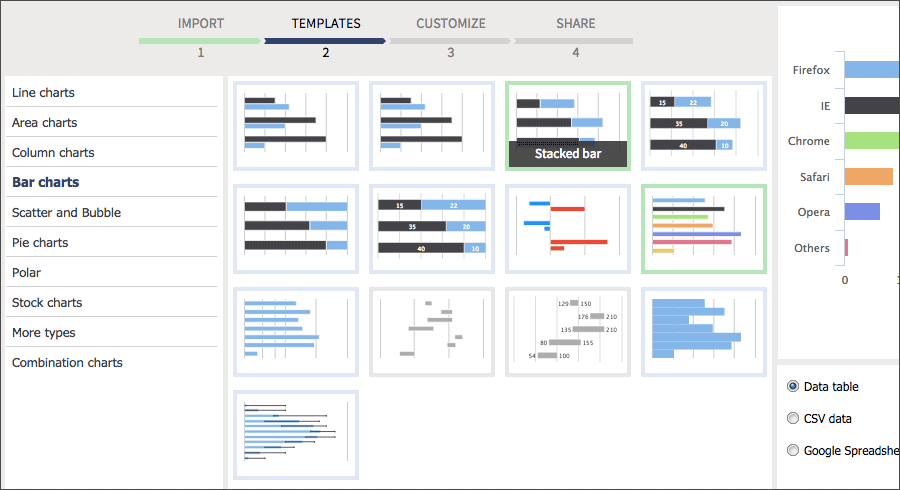 IMPORT
TEMPLATES
CUSTOMIZE
SHARE
1
2
3
4
Line charts
Area charts
Column charts
Bar charts
Scatter and Bubble
Pie charts
Polar
Stock charts
More types
Combination charts
Stacked bar
15 22
35 20
40 10
15 22
35 20
40 10
129 150
176 210
135 210
80 155
54 100
Firefox
IE
Chrome
Safari
Opera
Others
0
1
Data table
CSV data
Google Spreadshe